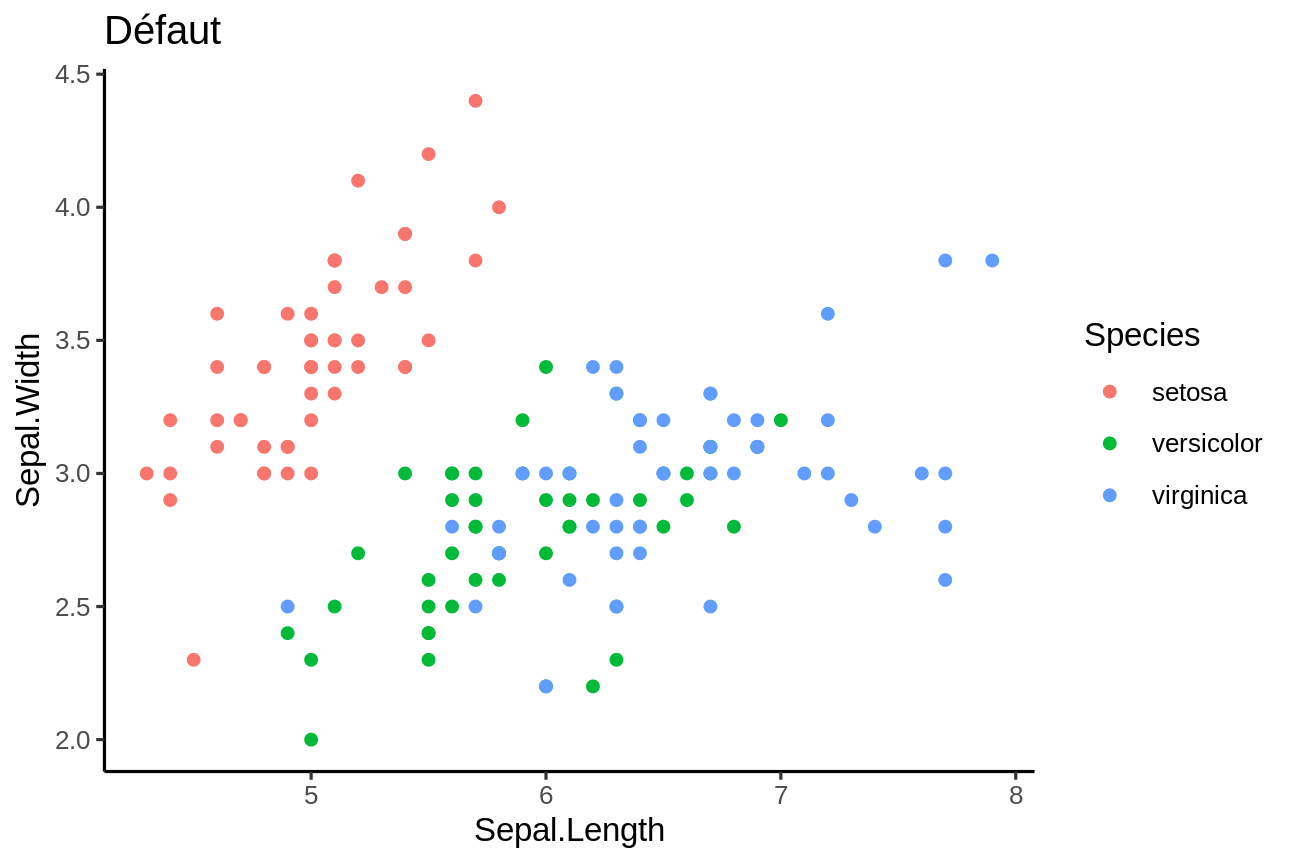 Défaut
4.5
4.0
3.5
3.0
2.5
2.0
Sepal.Width
5 6 7 8
Sepal.Length
Species
setosa
versicolor
virginica